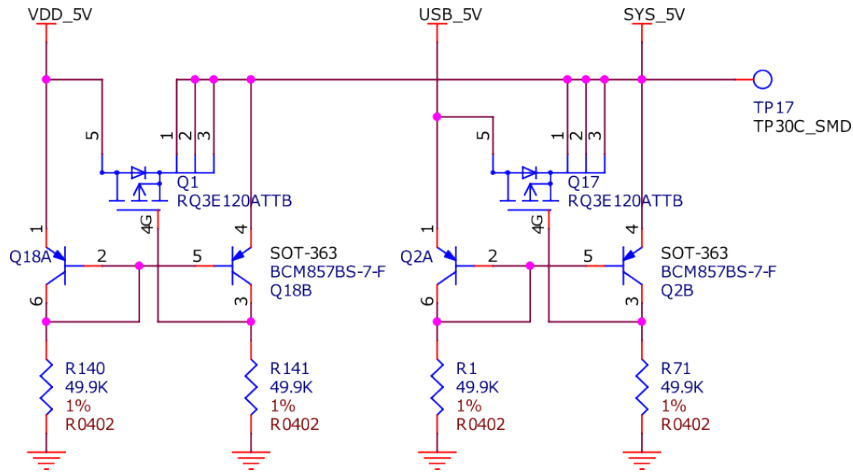 VDD_5V
USB_5V
SYS_5V
TP17
TP30C_SMD
5
1
2
3
Q1
RQ3E120ATTB
4G
5
1
2
3
Q17
RQ3E120ATTB
4G
1
Q18A
2
6
5
4
3
SOT-363
BCM857BS-7-F
Q18B
1
Q2A
2
6
5
4
3
SOT-363
BCM857BS-7-F
Q2B
R140
49.9K
1%
R0402
R141
49.9K
1%
R0402
R1
49.9K
1%
R0402
R71
49.9K
1%
R0402